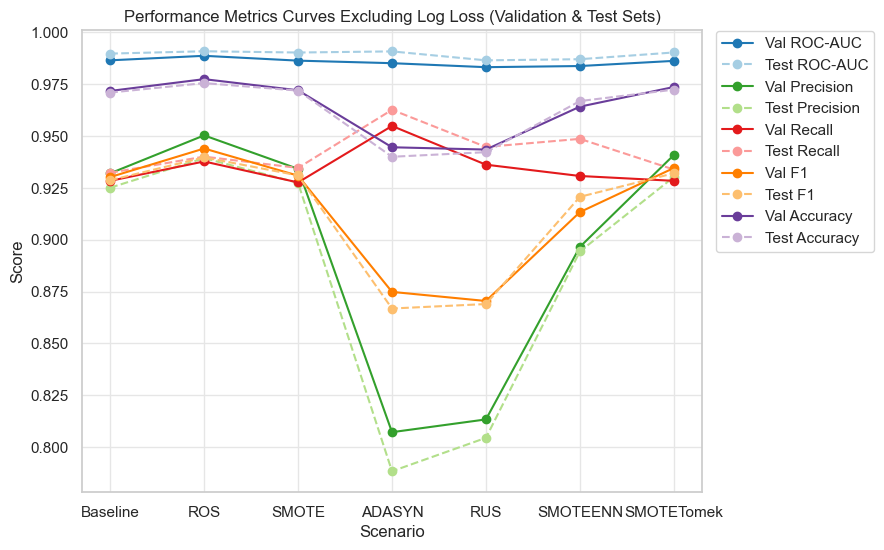 Performance Metrics Curves Excluding Log Loss (Validation & Test Sets)
1.000
0.975
0.950
0.925
0.900
0.875
0.850
0.825
0.800
Score
Baseline
ROS
SMOTE
ADASYN
RUS
SMOTEENN
SMOTETomek
Scenario
Val ROC-AUC
Test ROC-AUC
Val Precision
Test Precision
Val Recall
Test Recall
Val F1
Test F1
Val Accuracy
Test Accuracy